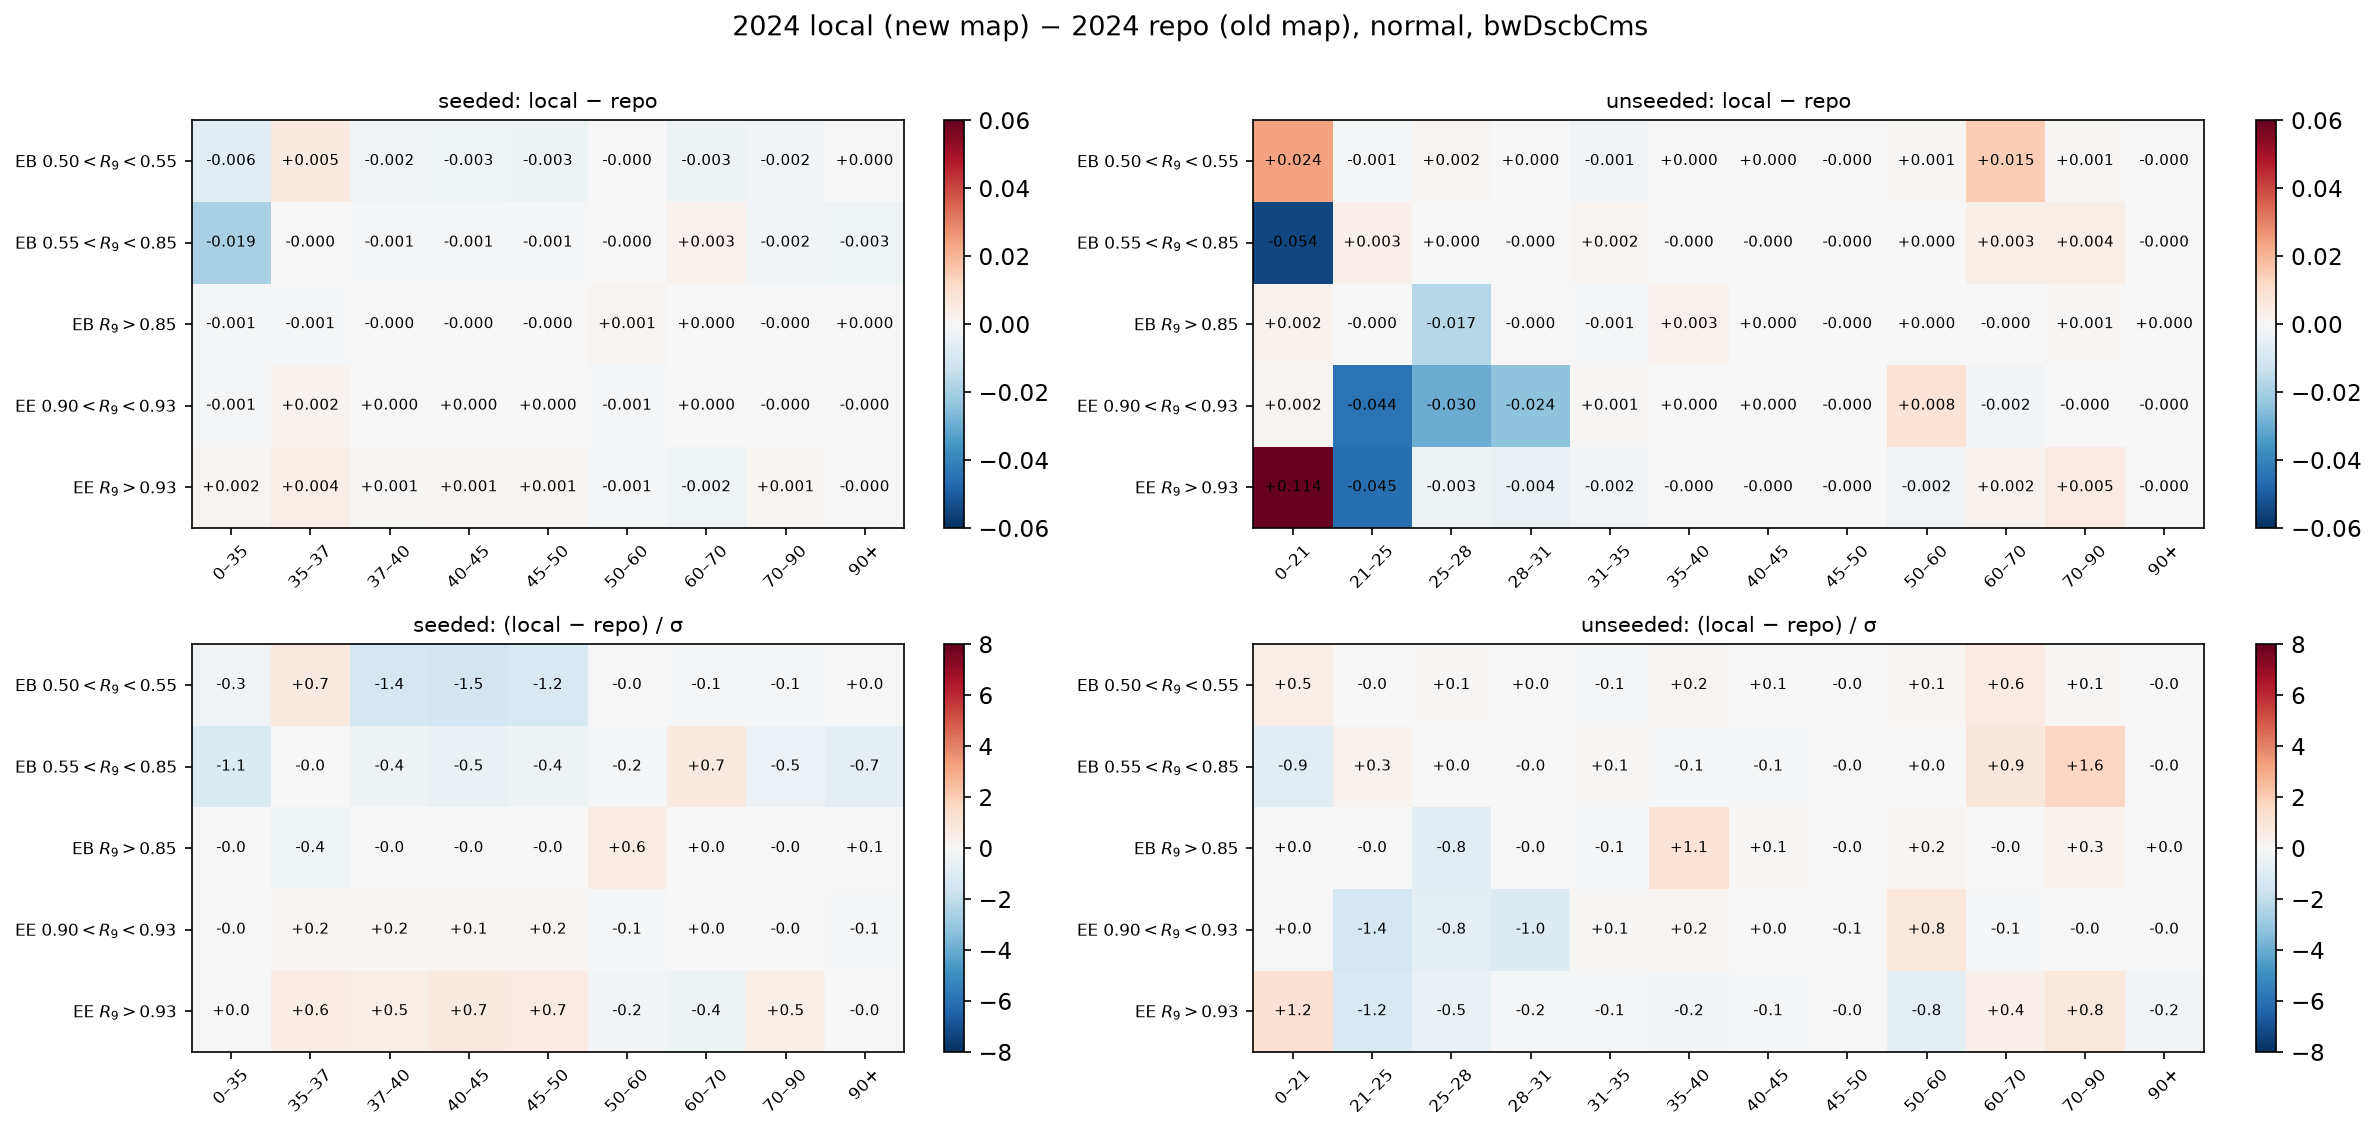 2024 local (new map) − 2024 repo (old map), normal, bwDscbCms
seeded: local − repo
EB 0.50 < R₉ < 0.55
EB 0.55 < R₉ < 0.85
EB R₉ > 0.85
EE 0.90 < R₉ < 0.93
EE R₉ > 0.93
-0.006 +0.005 -0.002 -0.003 -0.003 -0.000 -0.003 -0.002 +0.000
-0.019 -0.000 -0.001 -0.001 -0.001 -0.000 +0.003 -0.002 -0.003
-0.001 -0.001 -0.000 -0.000 -0.000 +0.001 +0.000 -0.000 +0.000
-0.001 +0.002 +0.000 +0.000 +0.000 -0.001 +0.000 -0.000 -0.000
+0.002 +0.004 +0.001 +0.001 +0.001 -0.001 -0.002 +0.001 -0.000
0–35 35–37 37–40 40–45 45–50 50–60 60–70 70–90 90+
0.06
0.04
0.02
0.00
−0.02
−0.04
−0.06
unseeded: local − repo
EB 0.50 < R₉ < 0.55
EB 0.55 < R₉ < 0.85
EB R₉ > 0.85
EE 0.90 < R₉ < 0.93
EE R₉ > 0.93
+0.024 -0.001 +0.002 +0.000 -0.001 +0.000 +0.000 -0.000 +0.001 +0.015 +0.001 -0.000
-0.054 +0.003 +0.000 -0.000 +0.002 -0.000 -0.000 -0.000 +0.000 +0.003 +0.004 -0.000
+0.002 -0.000 -0.017 -0.000 -0.001 +0.003 +0.000 -0.000 +0.000 -0.000 +0.001 +0.000
+0.002 -0.044 -0.030 -0.024 +0.001 +0.000 +0.000 -0.000 +0.008 -0.002 -0.000 -0.000
+0.114 -0.045 -0.003 -0.004 -0.002 -0.000 -0.000 -0.000 -0.002 +0.002 +0.005 -0.000
0–21 21–25 25–28 28–31 31–35 35–40 40–45 45–50 50–60 60–70 70–90 90+
0.06
0.04
0.02
0.00
−0.02
−0.04
−0.06
seeded: (local − repo) / σ
EB 0.50 < R₉ < 0.55
EB 0.55 < R₉ < 0.85
EB R₉ > 0.85
EE 0.90 < R₉ < 0.93
EE R₉ > 0.93
-0.3 +0.7 -1.4 -1.5 -1.2 -0.0 -0.1 -0.1 +0.0
-1.1 -0.0 -0.4 -0.5 -0.4 -0.2 +0.7 -0.5 -0.7
-0.0 -0.4 -0.0 -0.0 -0.0 +0.6 +0.0 -0.0 +0.1
-0.0 +0.2 +0.2 +0.1 +0.2 -0.1 +0.0 -0.0 -0.1
+0.0 +0.6 +0.5 +0.7 +0.7 -0.2 -0.4 +0.5 -0.0
0–35 35–37 37–40 40–45 45–50 50–60 60–70 70–90 90+
8
6
4
2
0
−2
−4
−6
−8
unseeded: (local − repo) / σ
EB 0.50 < R₉ < 0.55
EB 0.55 < R₉ < 0.85
EB R₉ > 0.85
EE 0.90 < R₉ < 0.93
EE R₉ > 0.93
+0.5 -0.0 +0.1 +0.0 -0.1 +0.2 +0.1 -0.0 +0.1 +0.6 +0.1 -0.0
-0.9 +0.3 +0.0 -0.0 +0.1 -0.1 -0.1 -0.0 +0.0 +0.9 +1.6 -0.0
+0.0 -0.0 -0.8 -0.0 -0.1 +1.1 +0.1 -0.0 +0.2 -0.0 +0.3 +0.0
+0.0 -1.4 -0.8 -1.0 +0.1 +0.2 +0.0 -0.1 +0.8 -0.1 -0.0 -0.0
+1.2 -1.2 -0.5 -0.2 -0.1 -0.2 -0.1 -0.0 -0.8 +0.4 +0.8 -0.2
0–21 21–25 25–28 28–31 31–35 35–40 40–45 45–50 50–60 60–70 70–90 90+
8
6
4
2
0
−2
−4
−6
−8